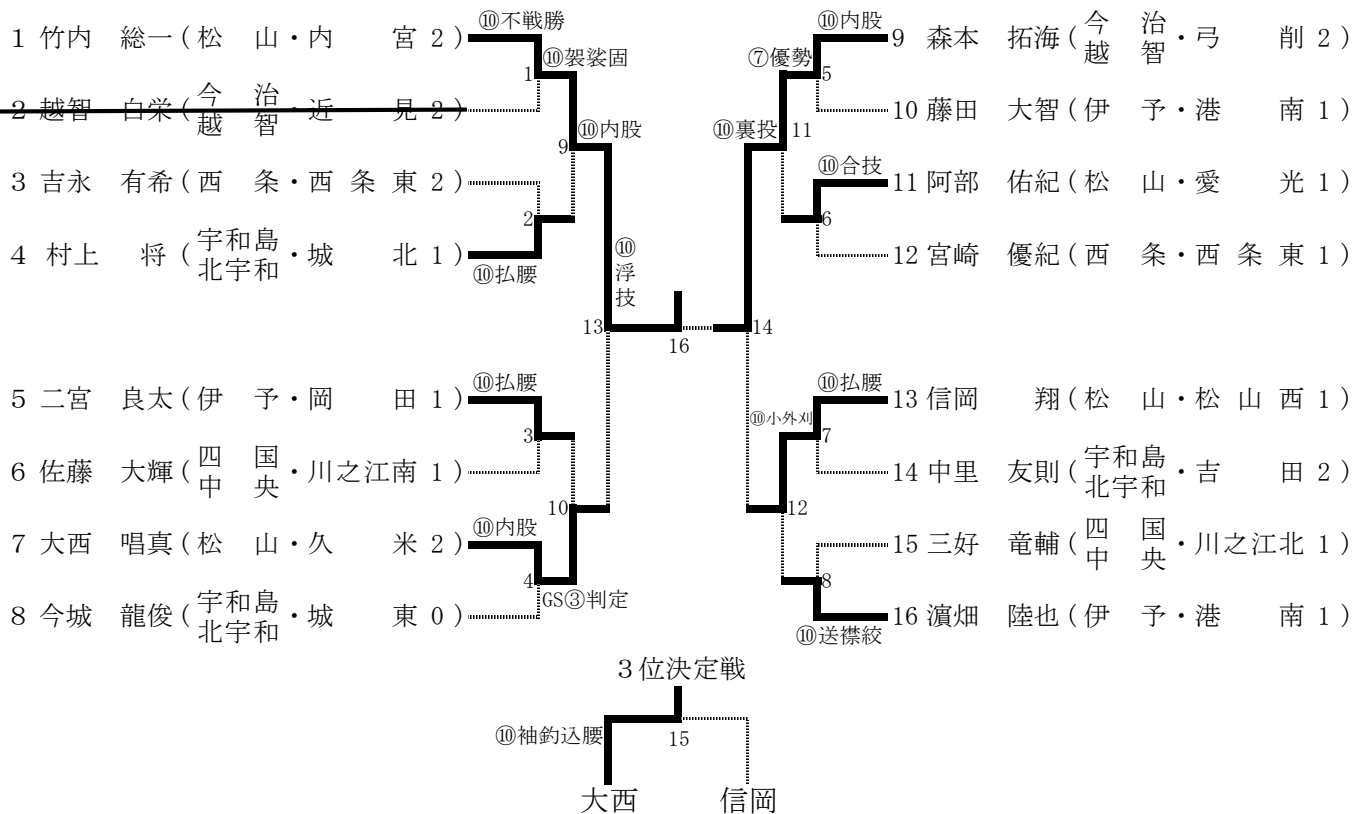 ⑩不戦勝
1 竹内 総一(松 山・内 宮 2)
⑩袈裟固
1
2 越智 白栄(今 治 越 智・近 見 2)
⑩内股
9
3 吉永 有希(西 条・西 条 東 2)
2
4 村上 将(宇和島 北宇和・城 北 1)
⑩払腰
⑩浮技
13
16
⑩払腰
5 二宮 良太(伊 予・岡 田 1)
3
6 佐藤 大輝(四 国 中 央・川之江南 1)
10
⑩内股
7 大西 唱真(松 山・久 米 2)
4
GS③判定
8 今城 龍俊(宇和島 北宇和・城 東 0)
⑩内股
9 森本 拓海(今 治 越 智・弓 削 2)
⑦優勢
5
10 藤田 大智(伊 予・港 南 1)
⑩裏投
11
⑩合技
11 阿部 佑紀(松 山・愛 光 1)
6
12 宮崎 優紀(西 条・西 条 東 1)
14
⑩払腰
13 信岡 翔(松 山・松 山 西 1)
⑩小外刈
7
14 中里 友則(宇和島 北宇和・吉 田 2)
12
15 三好 竜輔(四 国 中 央・川之江北 1)
8
16 濵畑 陸也(伊 予・港 南 1)
⑩送襟絞
3位決定戦
⑩袖釣込腰
15
大西 信岡